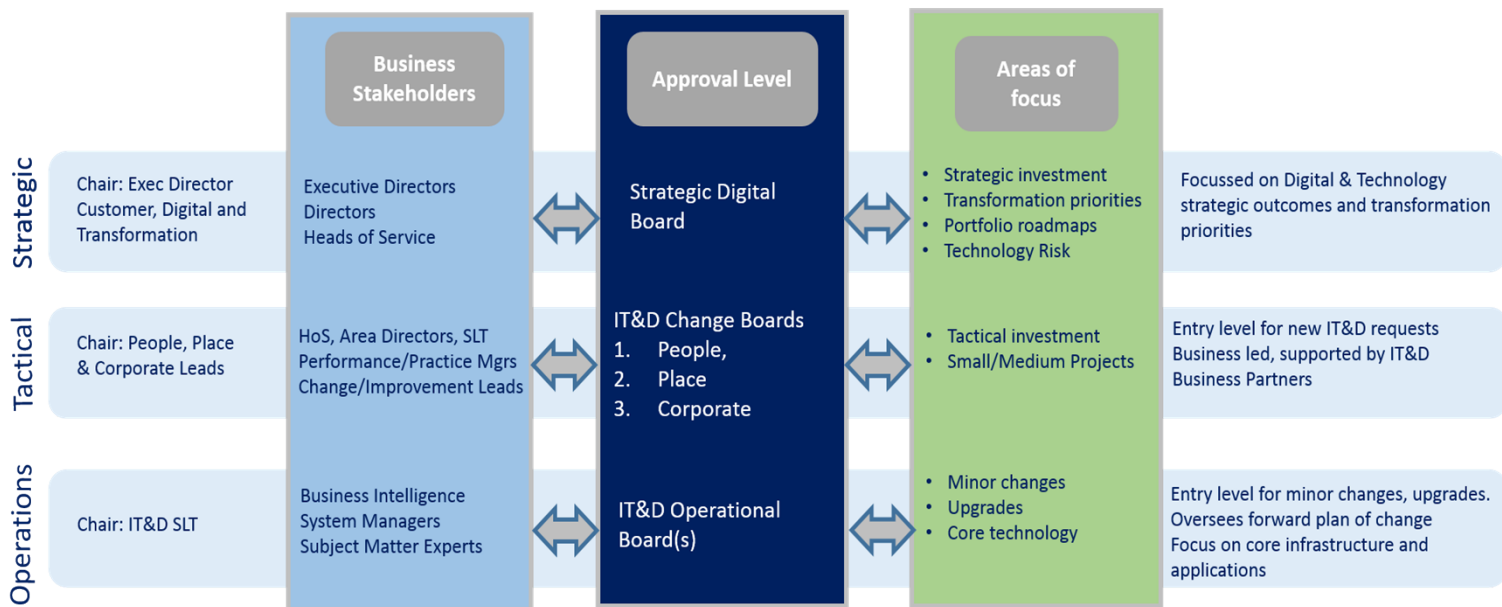 Business
Stakeholders
Approval Level
Areas of
focus
Strategic
Chair: Exec Director
Customer, Digital and
Transformation
Executive Directors
Directors
Heads of Service
Strategic Digital
Board
• Strategic investment
• Transformation priorities
• Portfolio roadmaps
• Technology Risk
Focussed on Digital & Technology
strategic outcomes and transformation
priorities
Tactical
Chair: People, Place
& Corporate Leads
HoS, Area Directors, SLT
Performance/Practice Mgrs
Change/Improvement Leads
IT&D Change Boards
1. People,
2. Place
3. Corporate
• Tactical investment
• Small/Medium Projects
Entry level for new IT&D requests
Business led, supported by IT&D
Business Partners
Operations
Chair: IT&D SLT
Business Intelligence
System Managers
Subject Matter Experts
IT&D Operational
Board(s)
• Minor changes
• Upgrades
• Core technology
Entry level for minor changes, upgrades.
Oversees forward plan of change
Focus on core infrastructure and
applications